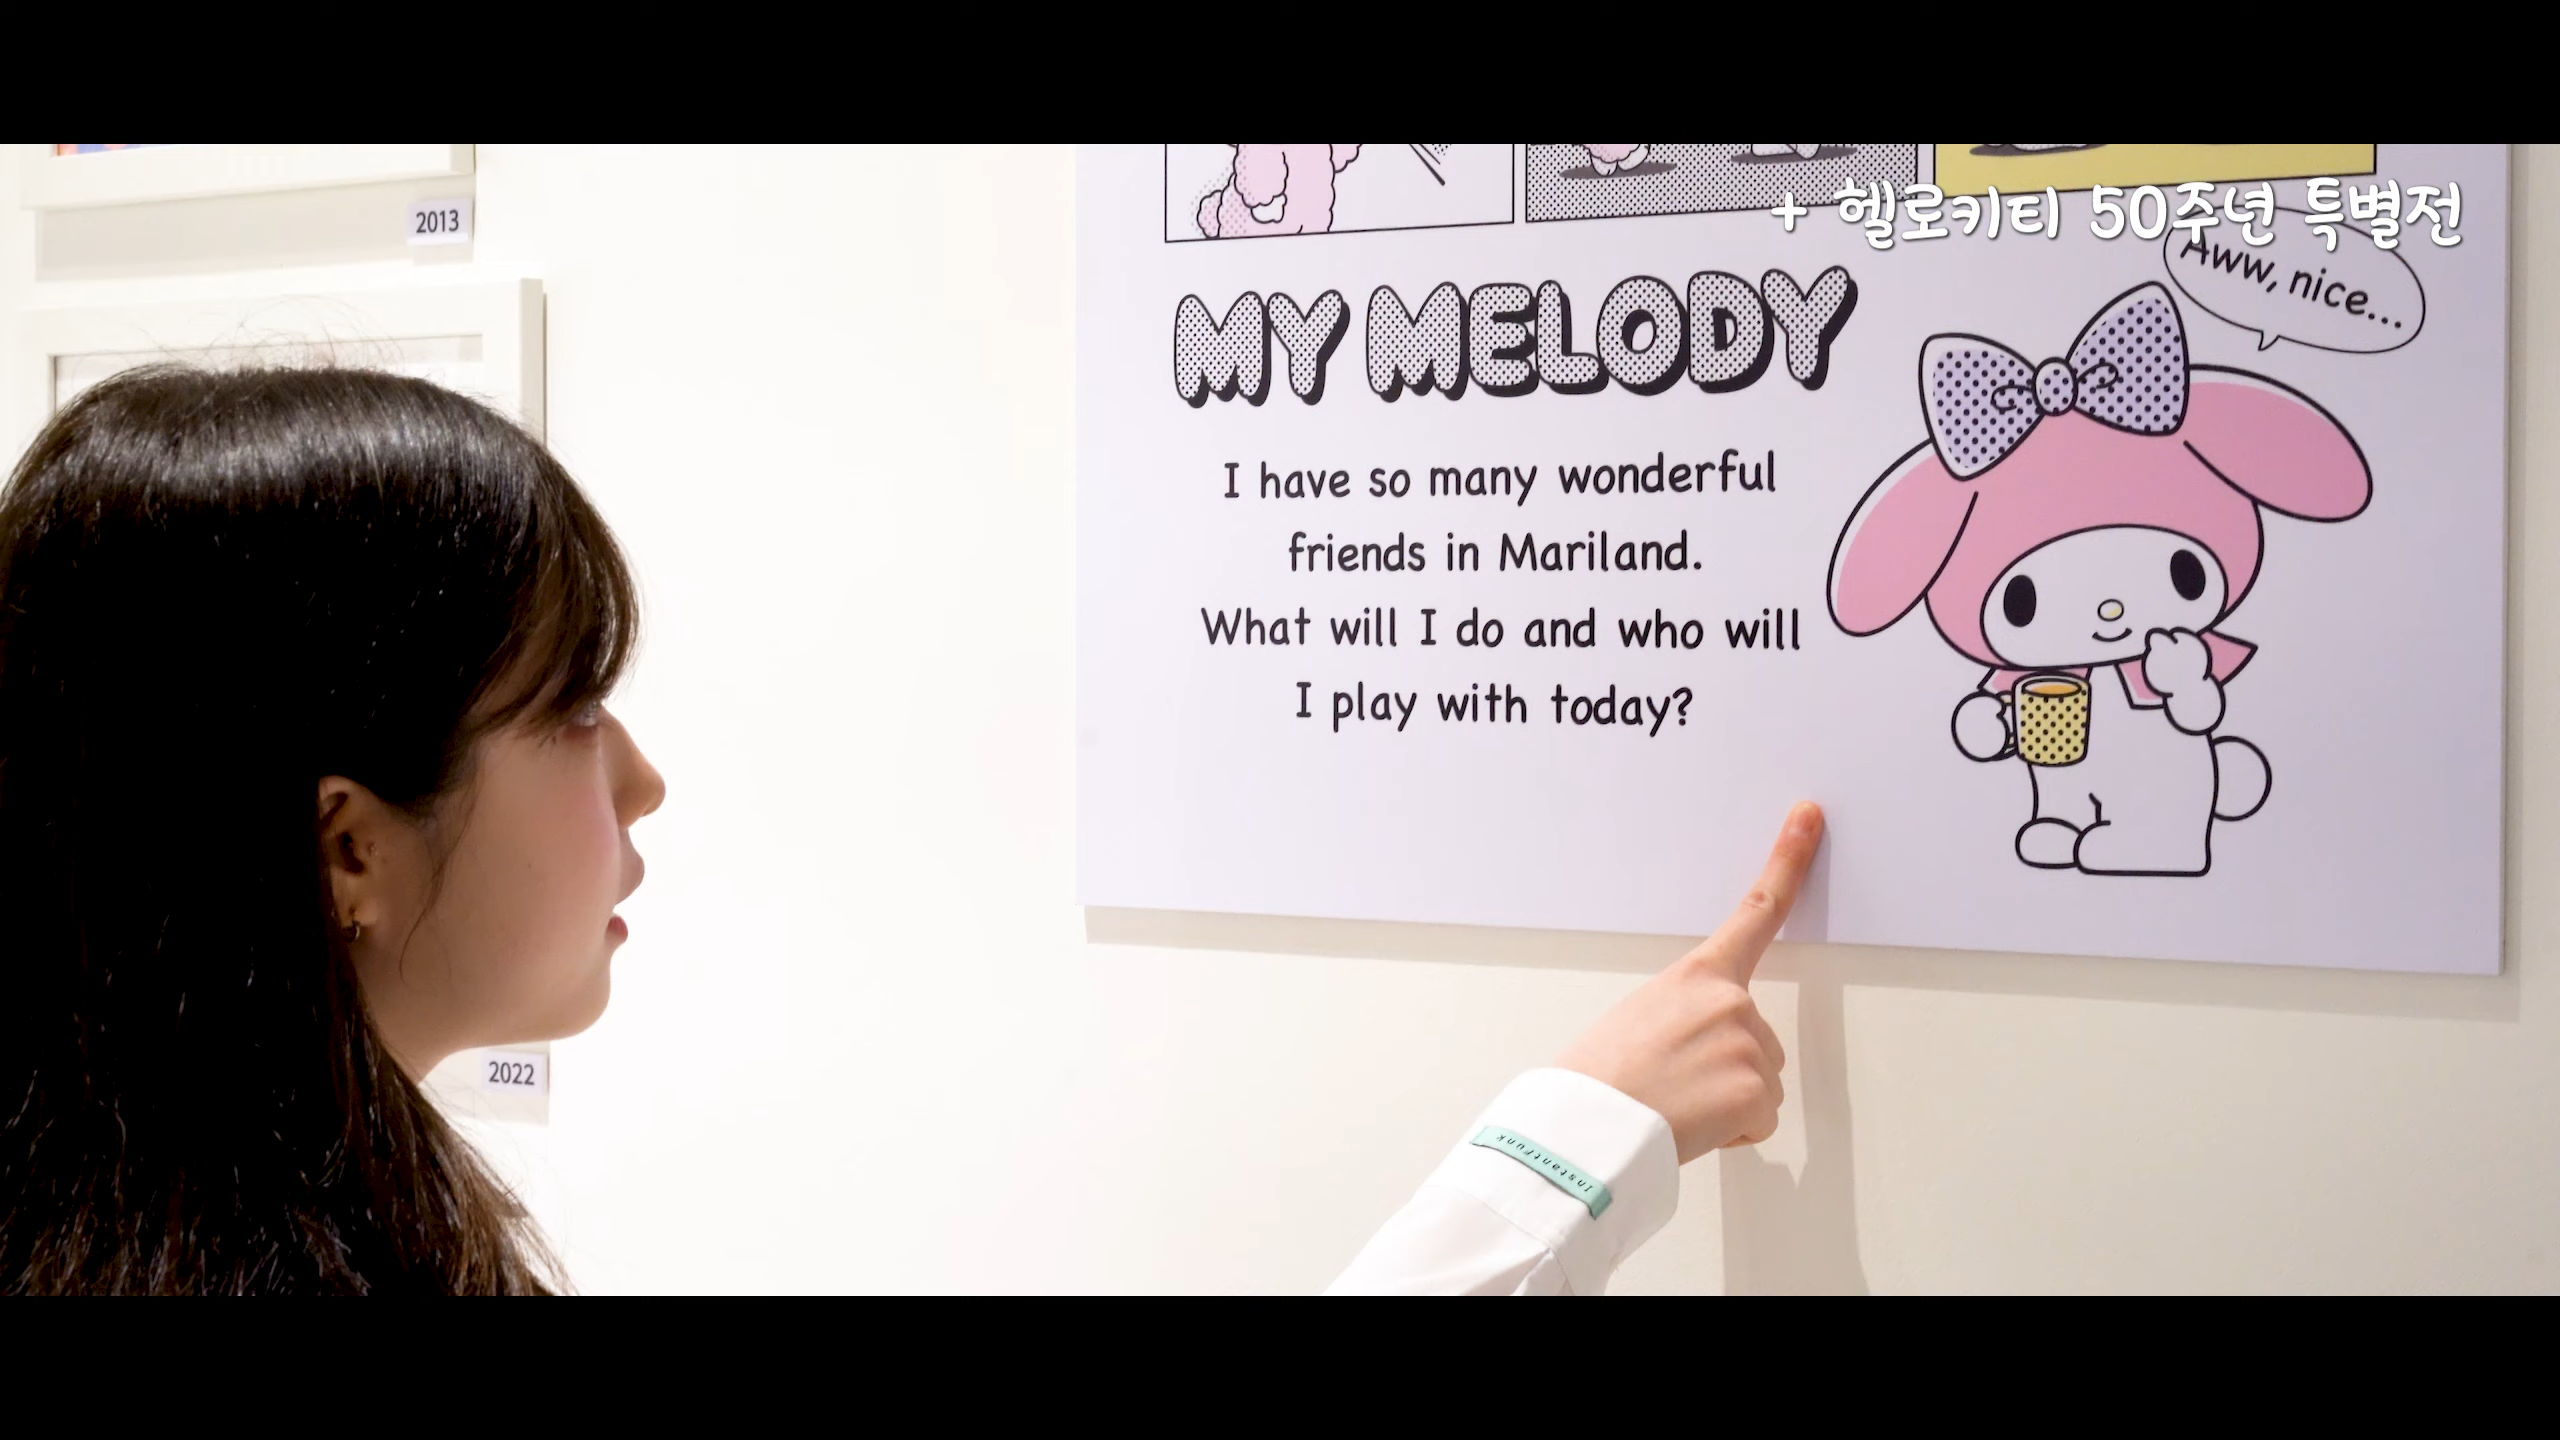 2013
+ 헬로키티 50주년 특별전
Aww, nice...
MY MELODY
I have so many wonderful
friends in Mariland.
What will I do and who will
I play with today?
2022
Instantfunk